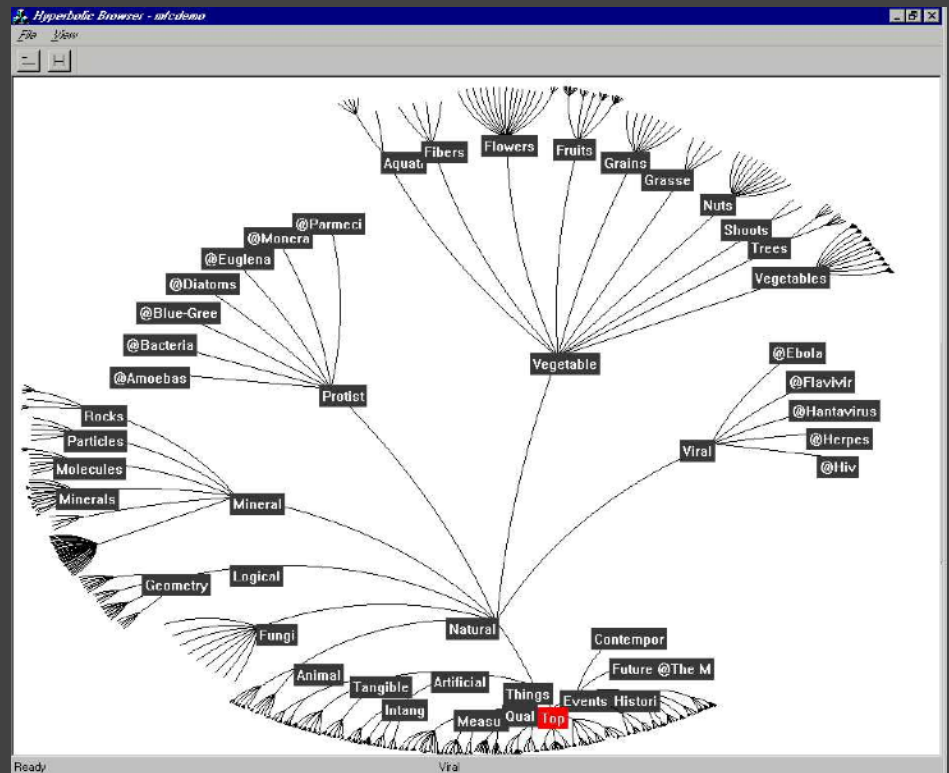 Hyperbolic Browser - mfcdemo
File View
Aquat
Fibers
Flowers
Fruits
Grains
Grasse
Nuts
Shoots
Trees
Vegetables
@Parmeci
@Monera
@Euglena
@Diatoms
@Blue-Gree
@Bacteria
@Amoebas
Protist
Vegetable
@Ebola
@Flavivir
@Hantavirus
@Herpes
@Hiv
Viral
Rocks
Particles
Molecules
Minerals
Mineral
Geometry
Logical
Fungi
Natural
Contempor
Future @The M
Animal
Tangible
Artificial
Intang
Things
Events Histori
Measu Qual Top
Ready Viral